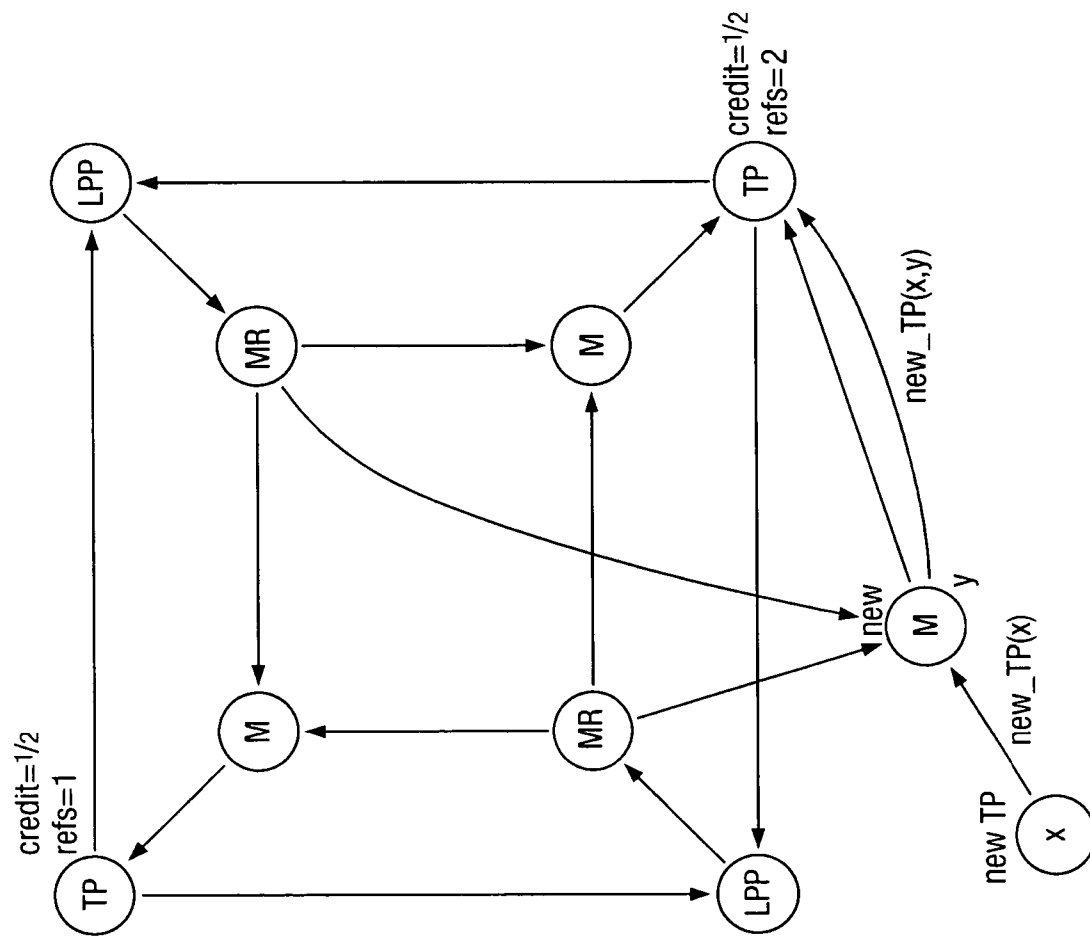 credit=1/2
refs=1
TP
LPP
M
MR
MR
M
credit=1/2
refs=2
LPP
TP
new
M
new_TP(x,y)
y
new TP
new_TP(x)
x